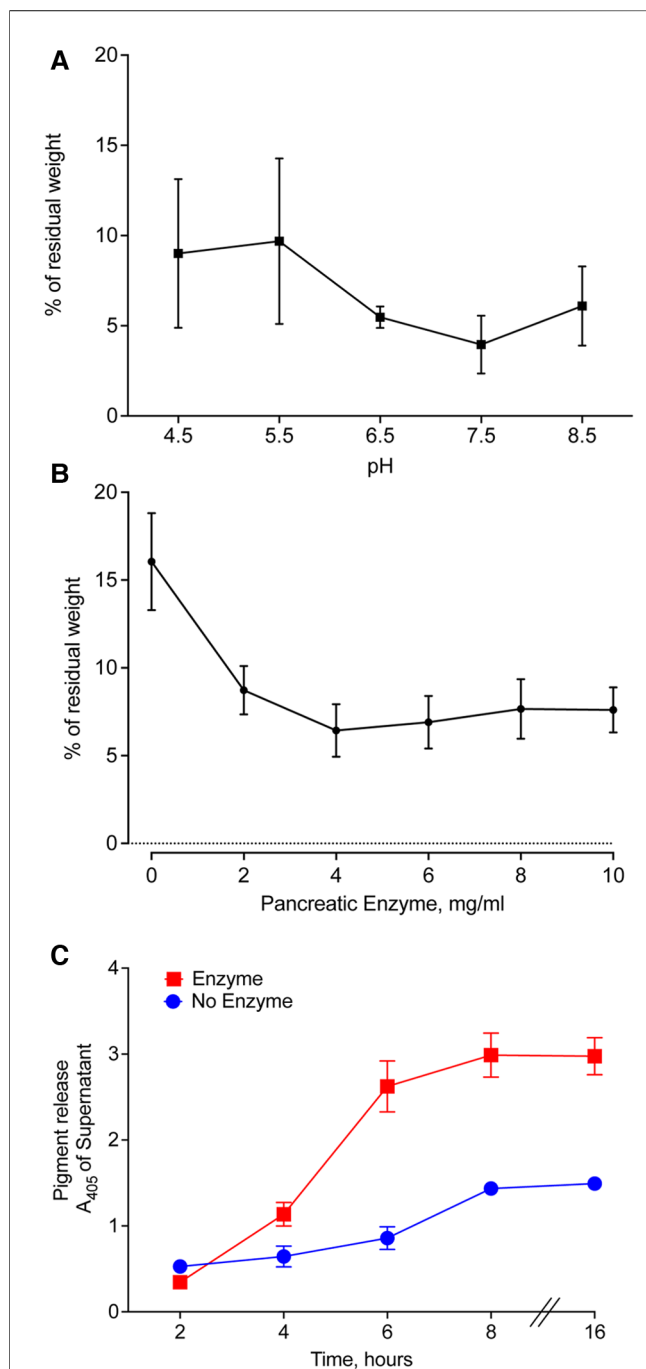 A
20
15
10
5
0
% of residual weight
4.5 5.5 6.5 7.5 8.5
pH
B
20
15
10
5
0
% of residual weight
0 2 4 6 8 10
Pancreatic Enzyme, mg/ml
C
4
3
2
1
0
Enzyme
No Enzyme
Pigment release
A405 of Supernatant
2 4 6 8 16
Time, hours